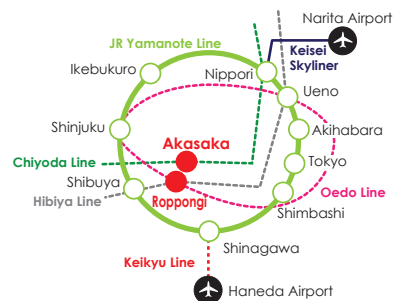 Narita Airport
JR Yamanote Line
Keisei
Skyliner
Ikebukuro
Nippori
Ueno
Shinjuku
Akihabara
Akasaka
Chiyoda Line
Tokyo
Shibuya
Roppongi
Oedo Line
Hibiya Line
Shimbashi
Shinagawa
Keikyu Line
Haneda Airport